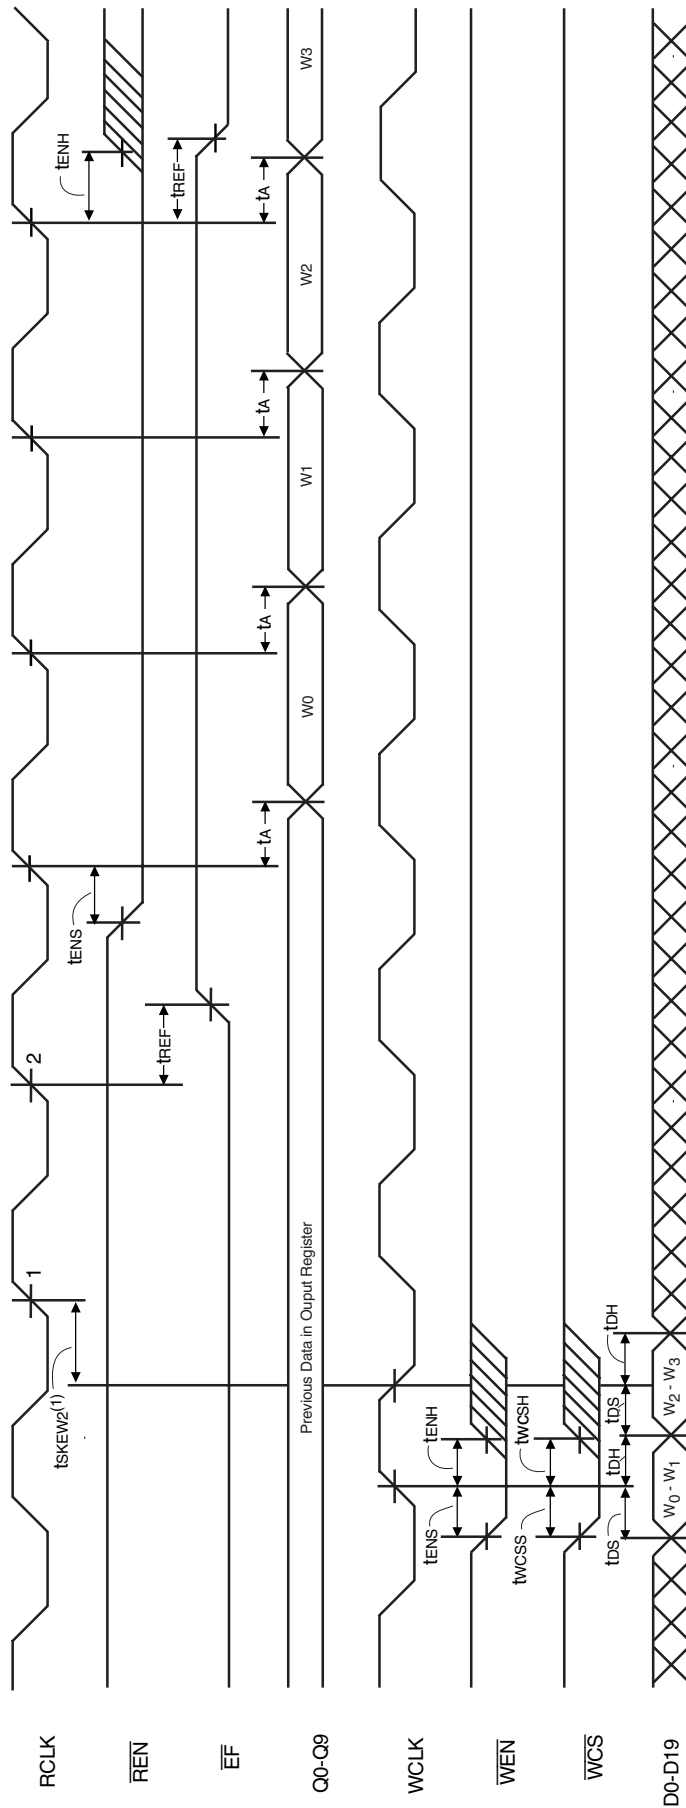 RCLK
tSKEW2(1)
1
2
REN
tENS
tENH
EF
tREF
tREF
Q0-Q9
Previous Data in Ouput Register
tA
W0
tA
W1
tA
W2
tA
W3
WCLK
WEN
tENS
tENH
WCS
tWCSS
tWCSH
D0-D19
tDS
tDH
tDS
tDH
W0 - W1
W2 - W3